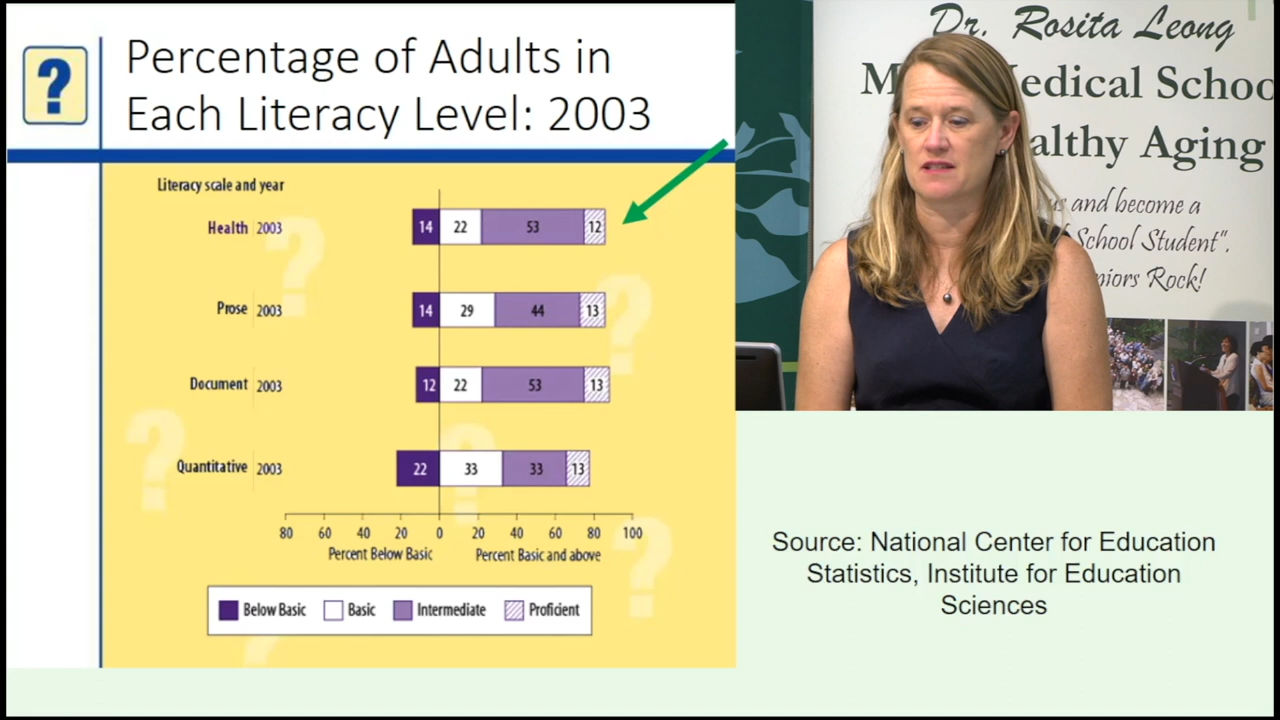 ?
Percentage of Adults in
Each Literacy Level: 2003
Literacy scale and year
Health 2003 14 22 53 12
Prose 2003 14 29 44 13
Document 2003 12 22 53 13
Quantitative 2003 22 33 33 13
80 60 40 20 0 20 40 60 80 100
Percent Below Basic Percent Basic and above
Below Basic Basic Intermediate Proficient
Dr. Rosita Leong
edical Schoo
althy Aging
us and become a
School Student".
niors Rock!
Source: National Center for Education
Statistics, Institute for Education
Sciences